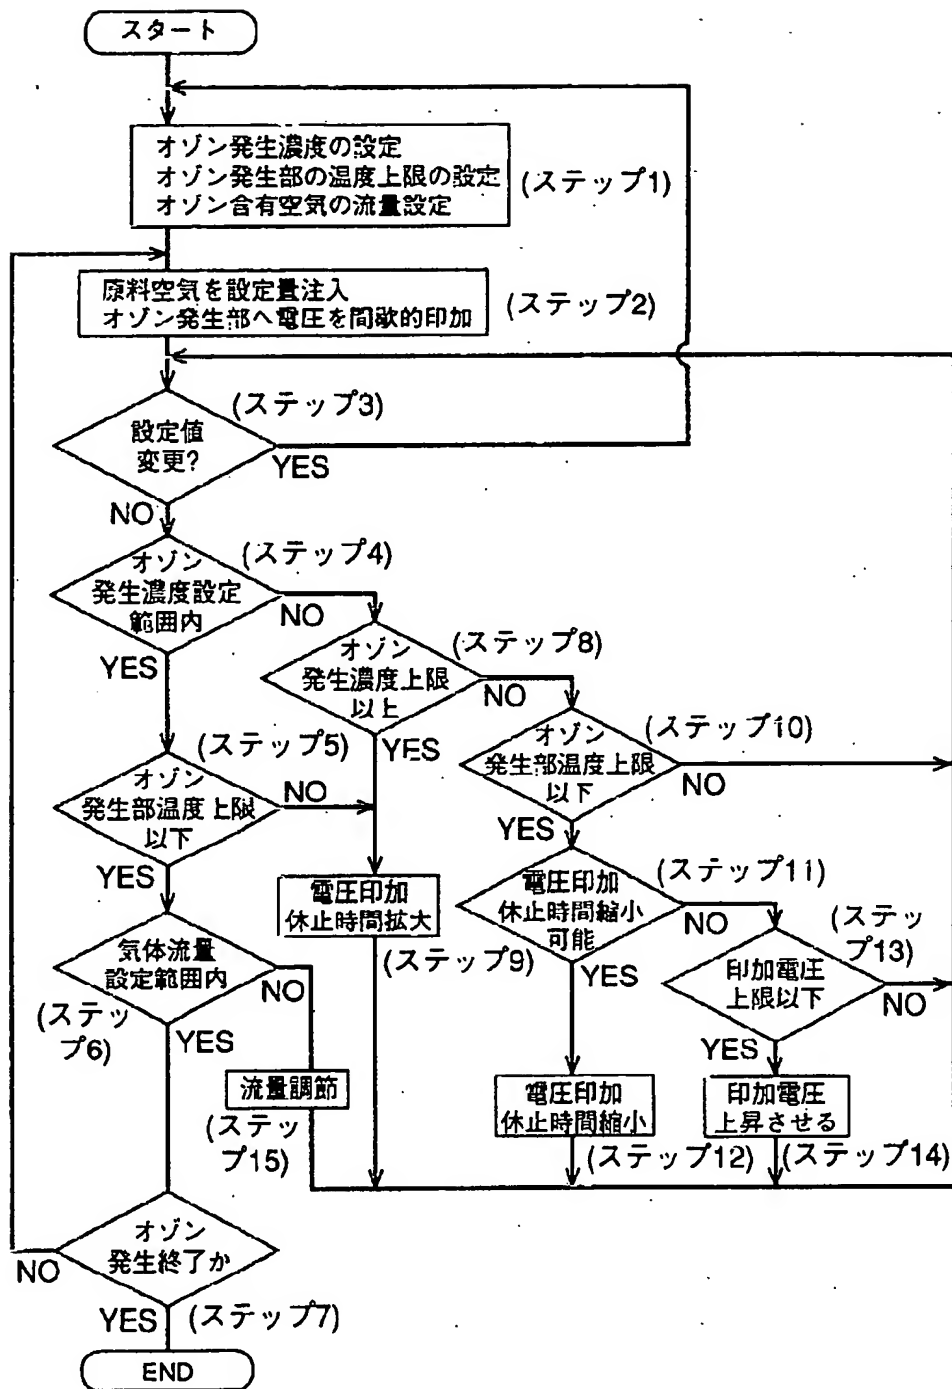 スタート
オゾン発生濃度の設定
オゾン発生部の温度上限の設定
オゾン含有空気の流量設定
(ステップ1)
原料空気を設定量注入
オゾン発生部へ電圧を間歇的印加
(ステップ2)
(ステップ3)
設定値
変更?
YES
NO
(ステップ4)
オゾン
発生濃度設定
範囲内
NO
YES
(ステップ8)
オゾン
発生濃度上限
以上
NO
YES
(ステップ5)
オゾン
発生部温度上限
以下
NO
YES
(ステップ10)
オゾン
発生部温度上限
以下
NO
YES
電圧印加
休止時間拡大
(ステップ9)
(ステップ11)
電圧印加
休止時間縮小
可能
NO
YES
(ステッ
プ13)
印加電圧
上限以下
NO
YES
気体流量
設定範囲内
NO
(ステッ
プ6)
YES
流量調節
(ステッ
プ15)
電圧印加
休止時間縮小
(ステップ12)
印加電圧
上昇させる
(ステップ14)
オゾン
発生終了か
NO
YES
(ステップ7)
END